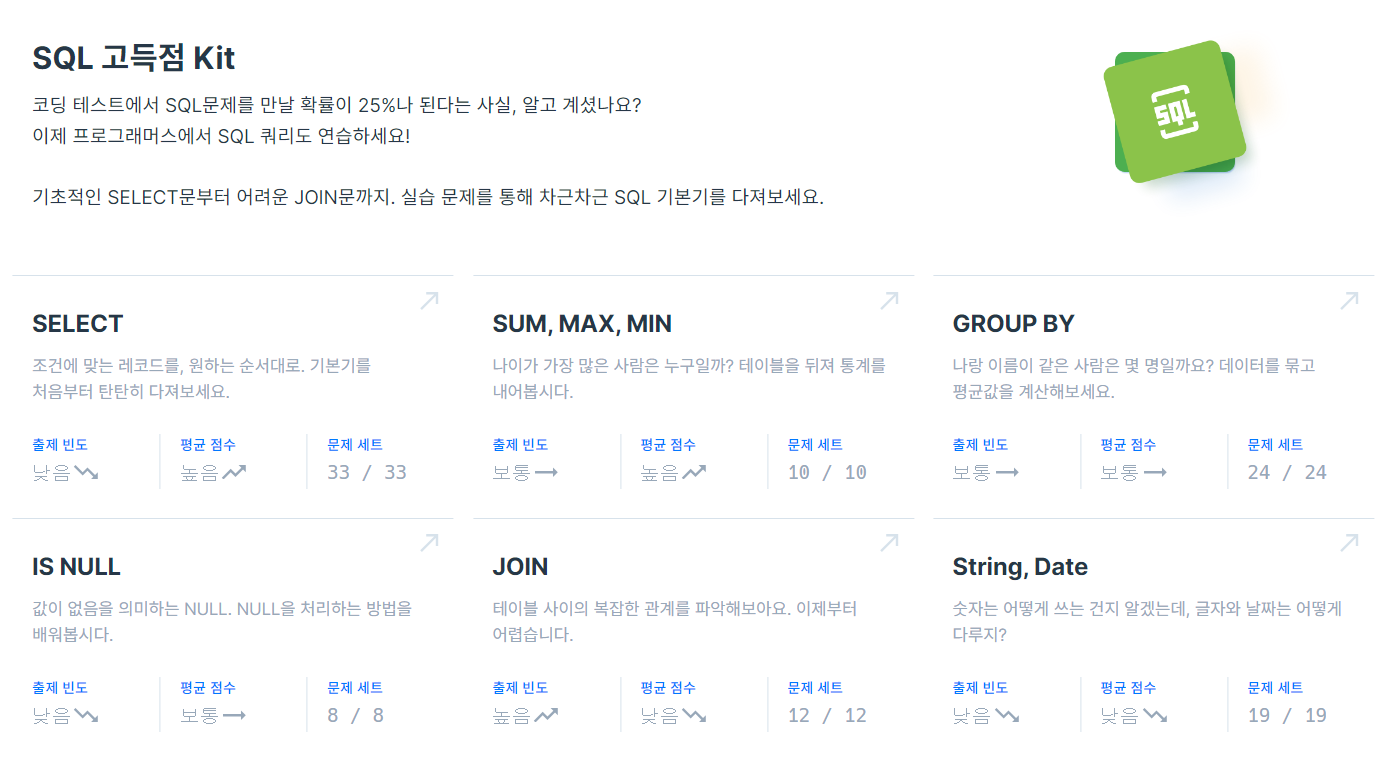 SQL 고득점 Kit
코딩 테스트에서 SQL문제를 만날 확률이 25%나 된다는 사실, 알고 계셨나요?
이제 프로그래머스에서 SQL 쿼리도 연습하세요!
기초적인 SELECT문부터 어려운 JOIN문까지. 실습 문제를 통해 차근차근 SQL 기본기를 다져보세요.
SQL
SELECT
조건에 맞는 레코드를, 원하는 순서대로. 기본기를
처음부터 탄탄히 다져보세요.
출제 빈도 평균 점수 문제 세트
낮음 높음 33 / 33
SUM, MAX, MIN
나이가 가장 많은 사람은 누구일까? 테이블을 뒤져 통계를
내어봅시다.
출제 빈도 평균 점수 문제 세트
보통 높음 10 / 10
GROUP BY
나랑 이름이 같은 사람은 몇 명일까요? 데이터를 묶고
평균값을 계산해보세요.
출제 빈도 평균 점수 문제 세트
보통 보통 24 / 24
IS NULL
값이 없음을 의미하는 NULL. NULL을 처리하는 방법을
배워봅시다.
출제 빈도 평균 점수 문제 세트
낮음 보통 8 / 8
JOIN
테이블 사이의 복잡한 관계를 파악해보아요. 이제부터
어렵습니다.
출제 빈도 평균 점수 문제 세트
높음 낮음 12 / 12
String, Date
숫자는 어떻게 쓰는 건지 알겠는데, 글자와 날짜는 어떻게
다루지?
출제 빈도 평균 점수 문제 세트
낮음 낮음 19 / 19